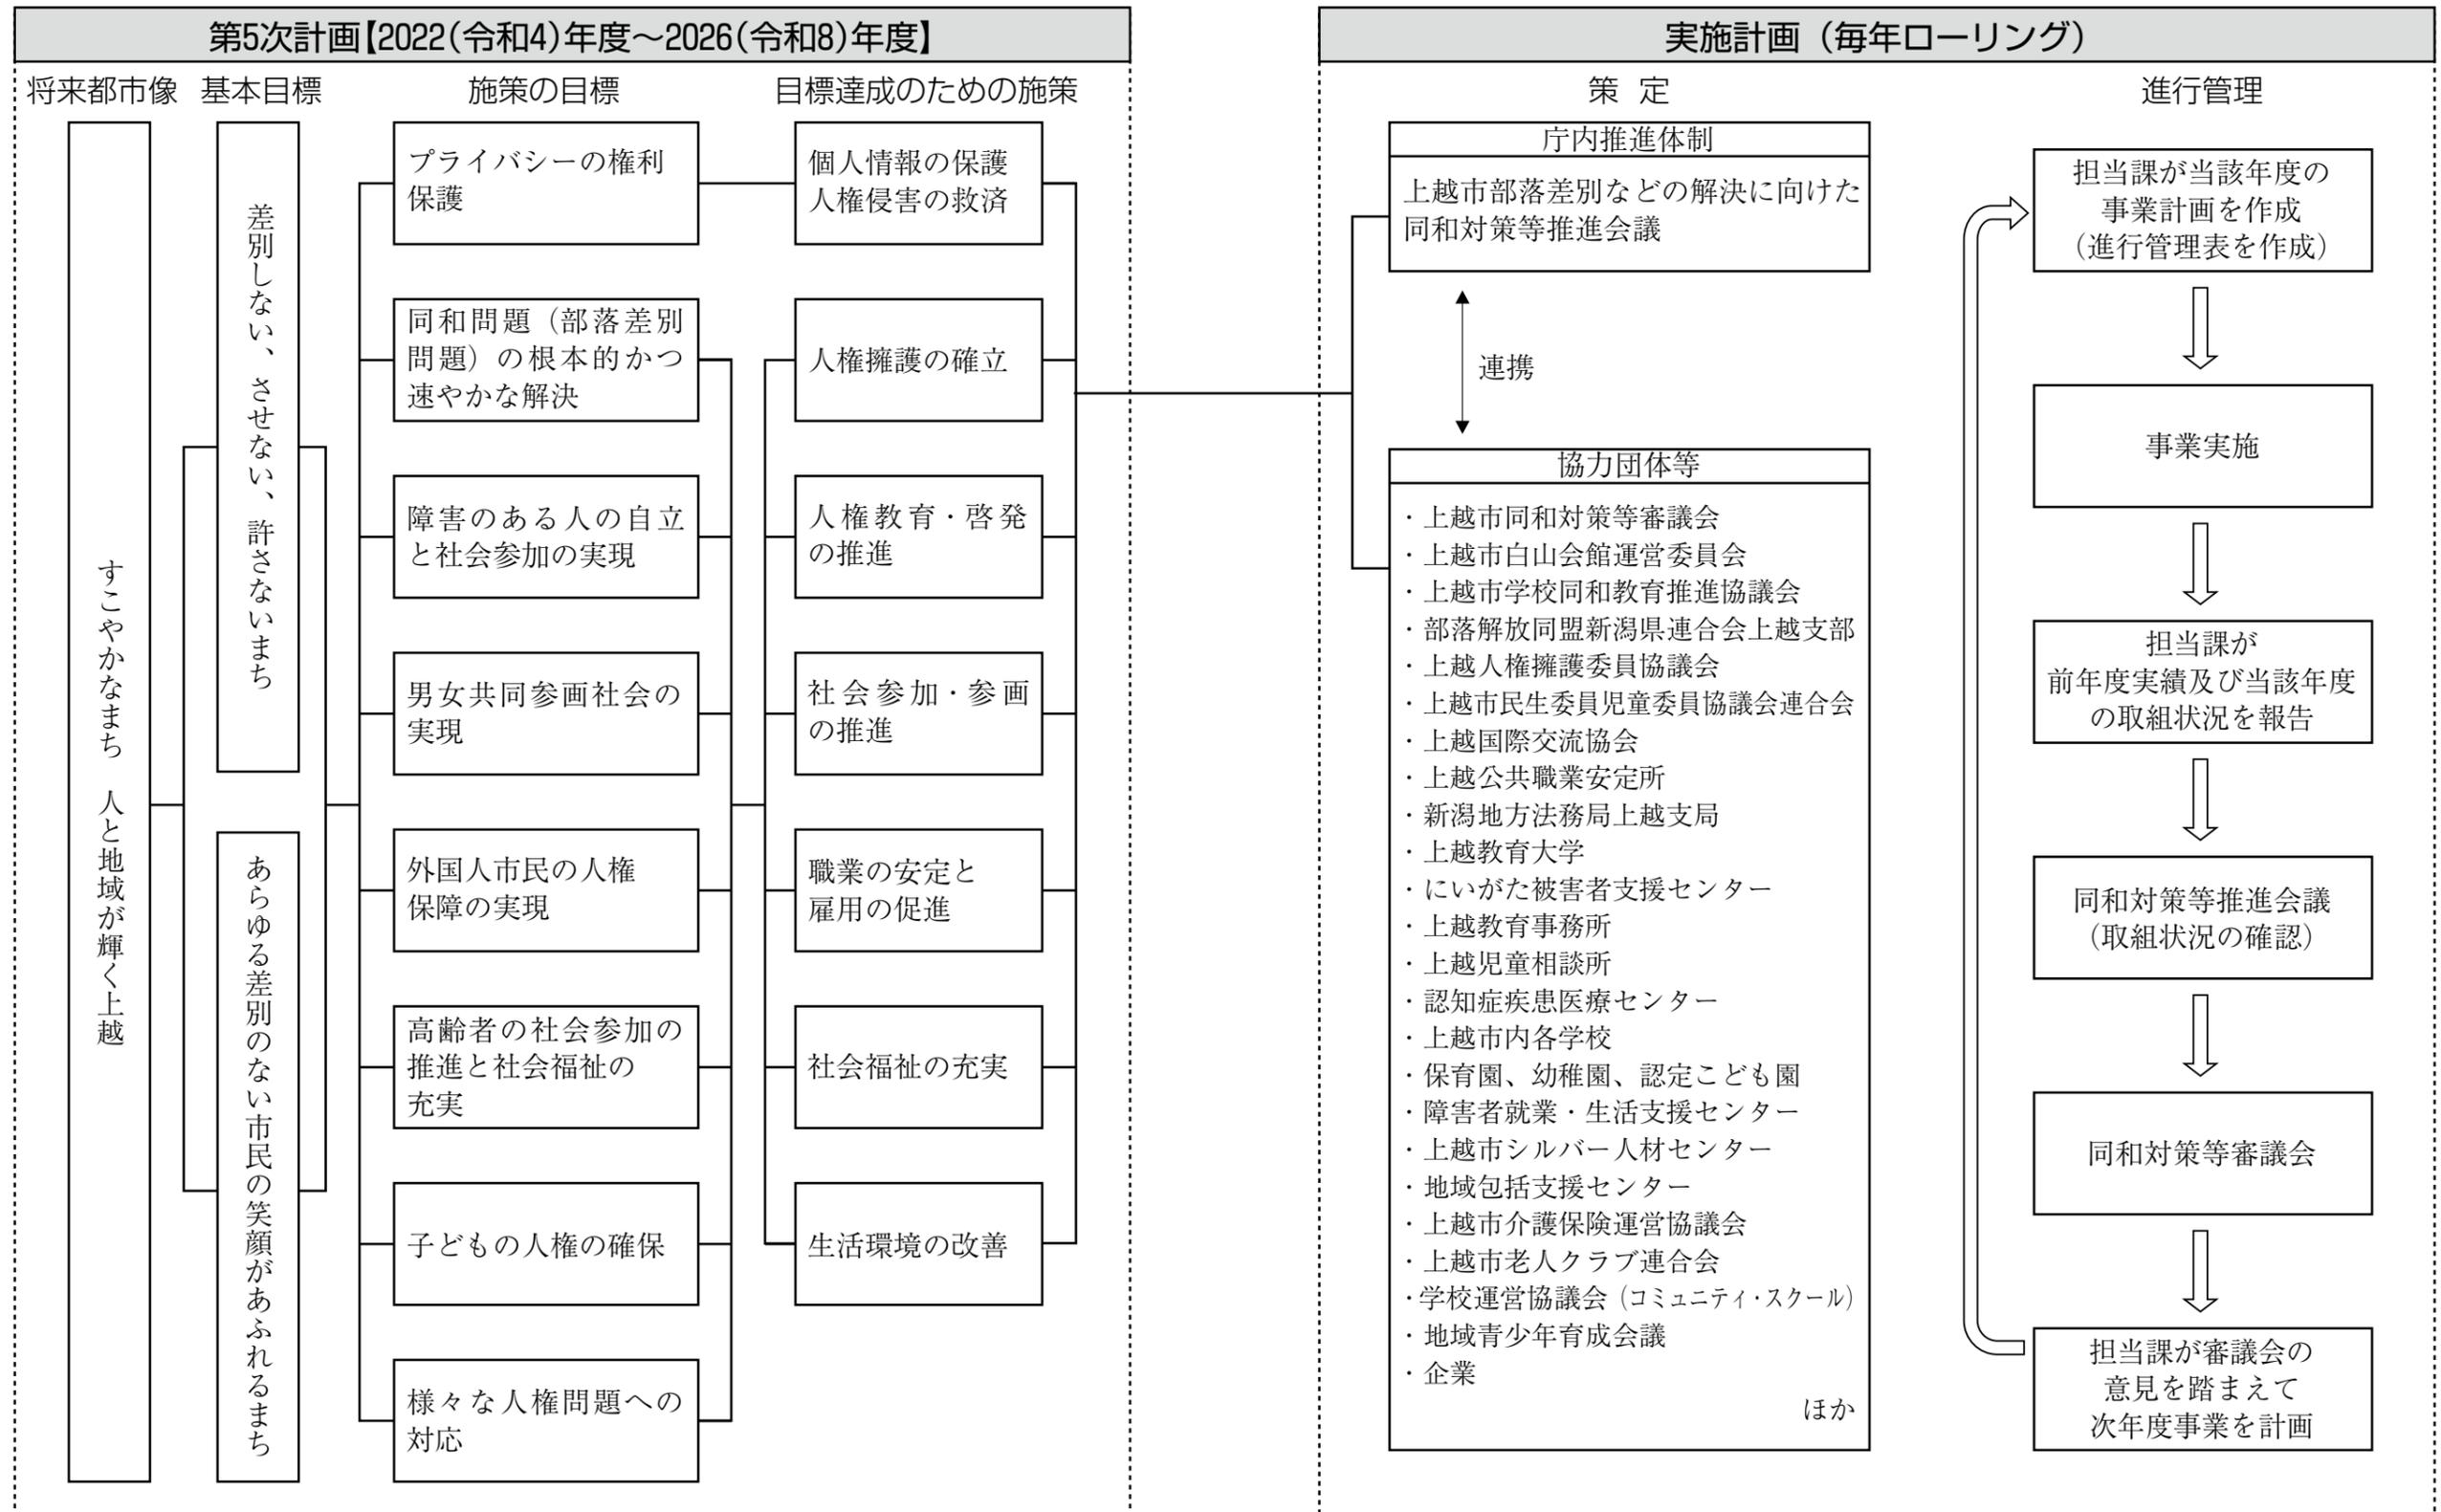 第5次計画【2022（令和4）年度～2026（令和8）年度】
将来都市像
基本目標
施策の目標
目標達成のための施策
すこやかなまち　人と地域が輝く上越
差別しない、させない、許さないまち
あらゆる差別のない市民の笑顔があふれるまち
プライバシーの権利
保護
同和問題（部落差別
問題）の根本的かつ
速やかな解決
障害のある人の自立
と社会参加の実現
男女共同参画社会の
実現
外国人市民の人権
保障の実現
高齢者の社会参加の
推進と社会福祉の
充実
子どもの人権の確保
様々な人権問題への
対応
個人情報の保護
人権侵害の救済
人権擁護の確立
人権教育・啓発
の推進
社会参加・参画
の推進
職業の安定と
雇用の促進
社会福祉の充実
生活環境の改善
実施計画（毎年ローリング）
策　定
進行管理
庁内推進体制
上越市部落差別などの解決に向けた
同和対策等推進会議
連携
協力団体等
・上越市同和対策等審議会
・上越市白山会館運営委員会
・上越市学校同和教育推進協議会
・部落解放同盟新潟県連合会上越支部
・上越人権擁護委員協議会
・上越市民生委員児童委員協議会連合会
・上越国際交流協会
・上越公共職業安定所
・新潟地方法務局上越支局
・上越教育大学
・にいがた被害者支援センター
・上越教育事務所
・上越児童相談所
・認知症疾患医療センター
・上越市内各学校
・保育園、幼稚園、認定こども園
・障害者就業・生活支援センター
・上越市シルバー人材センター
・地域包括支援センター
・上越市介護保険運営協議会
・上越市老人クラブ連合会
・学校運営協議会（コミュニティ・スクール）
・地域青少年育成会議
・企業
ほか
担当課が当該年度の
事業計画を作成
（進行管理表を作成）
事業実施
担当課が
前年度実績及び当該年度
の取組状況を報告
同和対策等推進会議
（取組状況の確認）
同和対策等審議会
担当課が審議会の
意見を踏まえて
次年度事業を計画